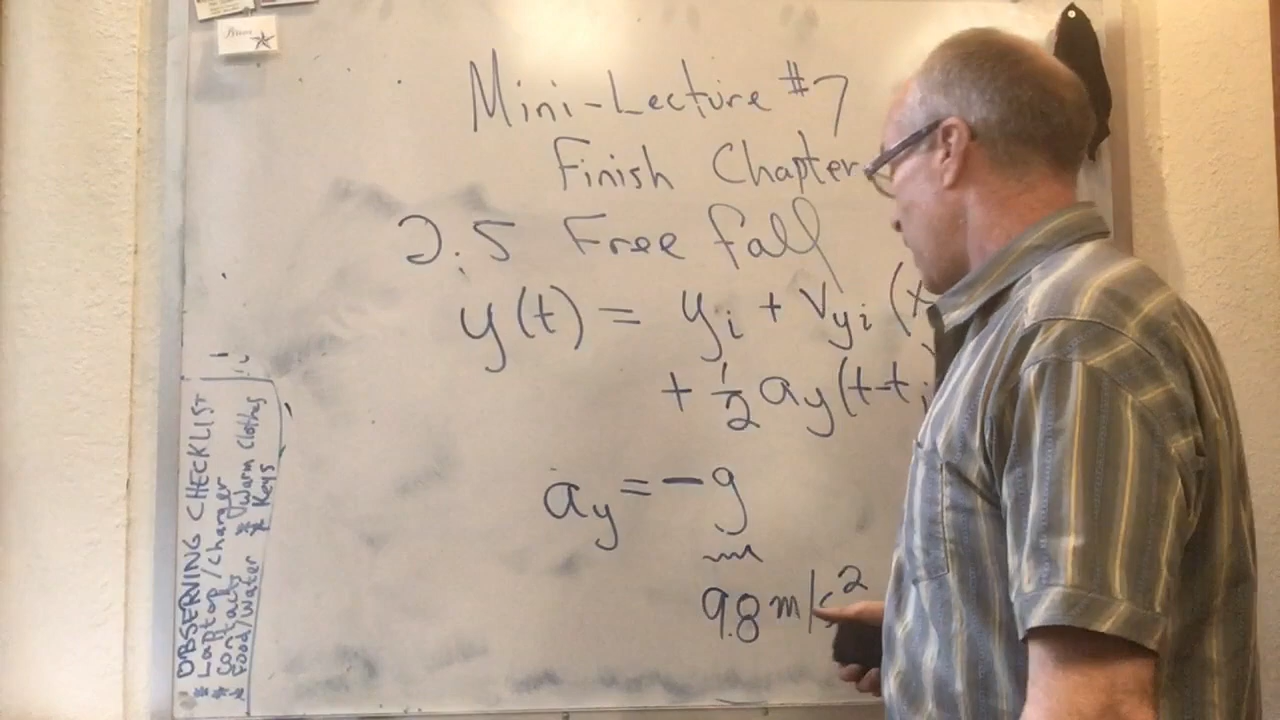 Mini-Lecture #7
Finish Chapter
2.5 Free fall
y(t) = yi + vyi (t
+ 1/2 ay(t-ti
ay = -g
9.8 m/s2
OBSERVING CHECKLIST
* Laptop/charger
* Contacts
* Food/Water
* Warm Clothes
* Keys